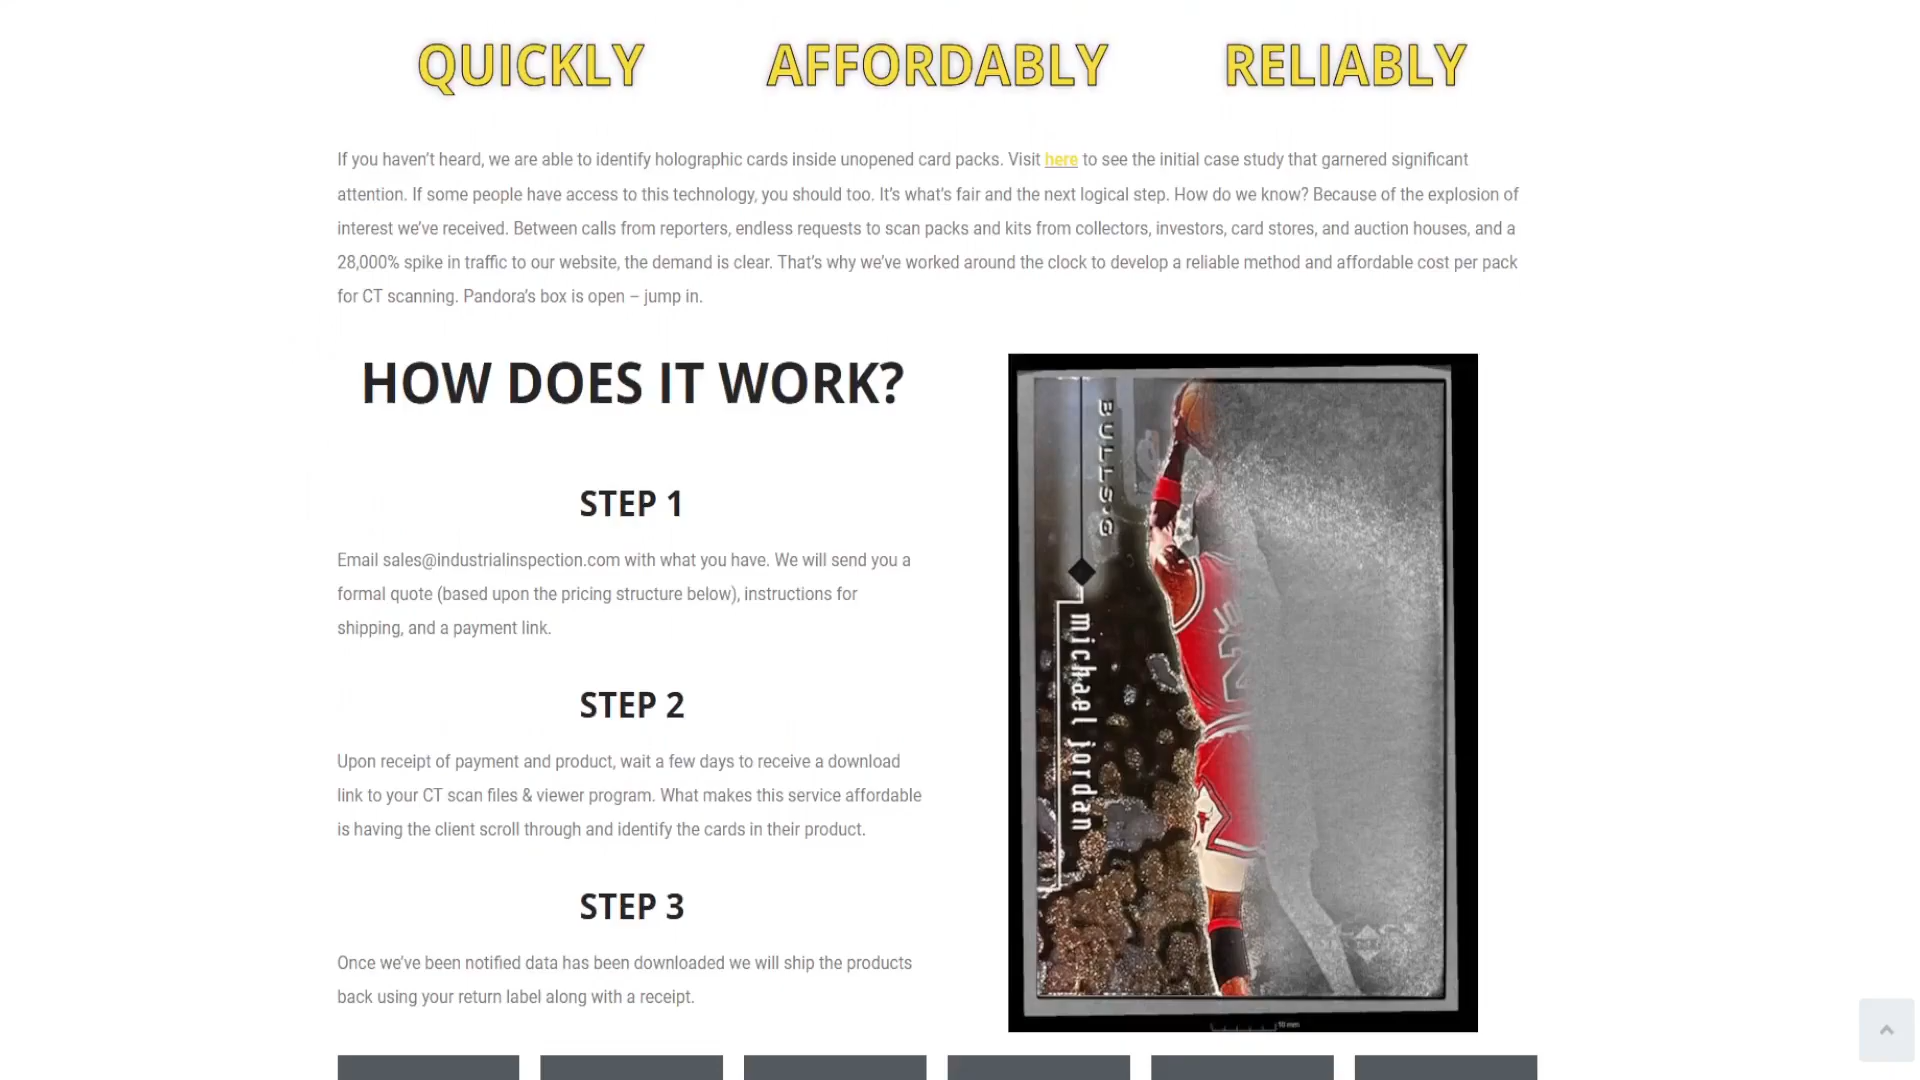 QUICKLY AFFORDABLY RELIABLY
If you haven’t heard, we are able to identify holographic cards inside unopened card packs. Visit here to see the initial case study that garnered significant
attention. If some people have access to this technology, you should too. It’s what’s fair and the next logical step. How do we know? Because of the explosion of
interest we’ve received. Between calls from reporters, endless requests to scan packs and kits from collectors, investors, card stores, and auction houses, and a
28,000% spike in traffic to our website, the demand is clear. That’s why we’ve worked around the clock to develop a reliable method and affordable cost per pack
for CT scanning. Pandora’s box is open – jump in.
HOW DOES IT WORK?
STEP 1
Email sales@industrialinspection.com with what you have. We will send you a
formal quote (based upon the pricing structure below), instructions for
shipping, and a payment link.
STEP 2
Upon receipt of payment and product, wait a few days to receive a download
link to your CT scan files & viewer program. What makes this service affordable
is having the client scroll through and identify the cards in their product.
STEP 3
Once we’ve been notified data has been downloaded we will ship the products
back using your return label along with a receipt.
BULLS·G
michael jordan
10 mm